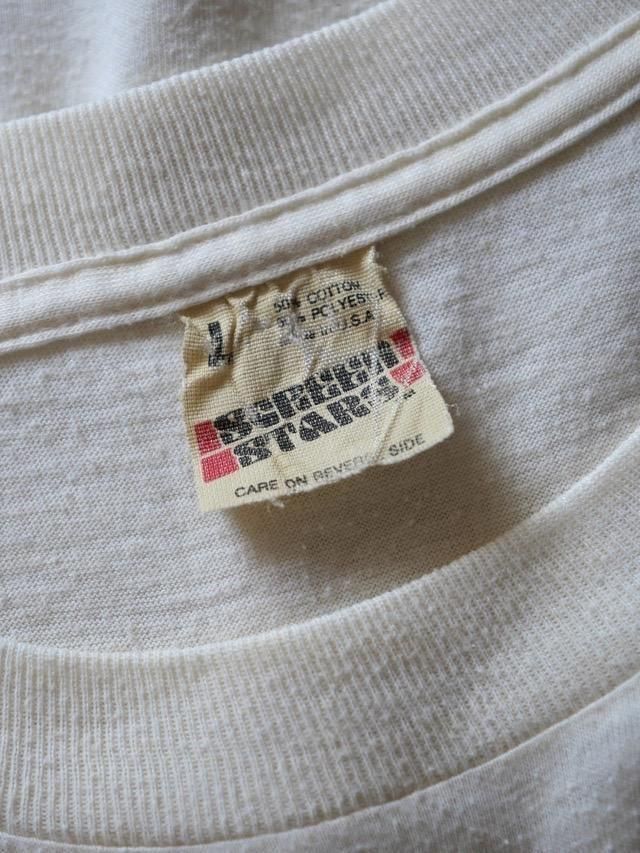 L
50% COTTON
POLYESTER
U.S.A.
SCREEN
STARS
CARE ON REVERSE SIDE